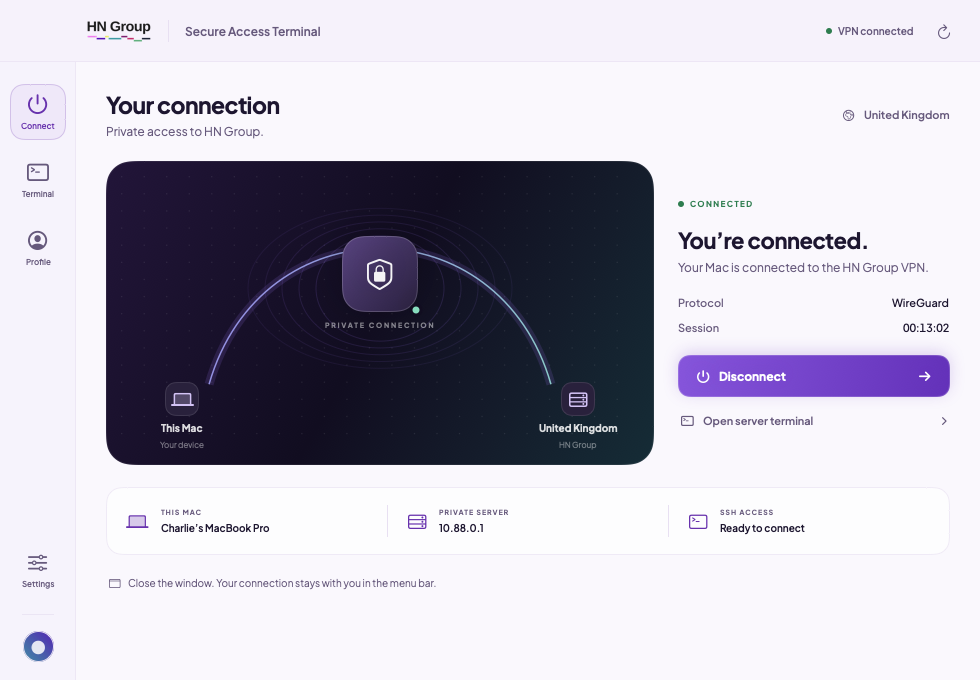 HN Group
Secure Access Terminal
VPN connected
Connect
Terminal
Profile
Settings
Your connection
Private access to HN Group.
United Kingdom
PRIVATE CONNECTION
This Mac
Your device
United Kingdom
HN Group
CONNECTED
You’re connected.
Your Mac is connected to the HN Group VPN.
Protocol WireGuard
Session 00:13:02
Disconnect
Open server terminal
THIS MAC
Charlie’s MacBook Pro
PRIVATE SERVER
10.88.0.1
SSH ACCESS
Ready to connect
Close the window. Your connection stays with you in the menu bar.